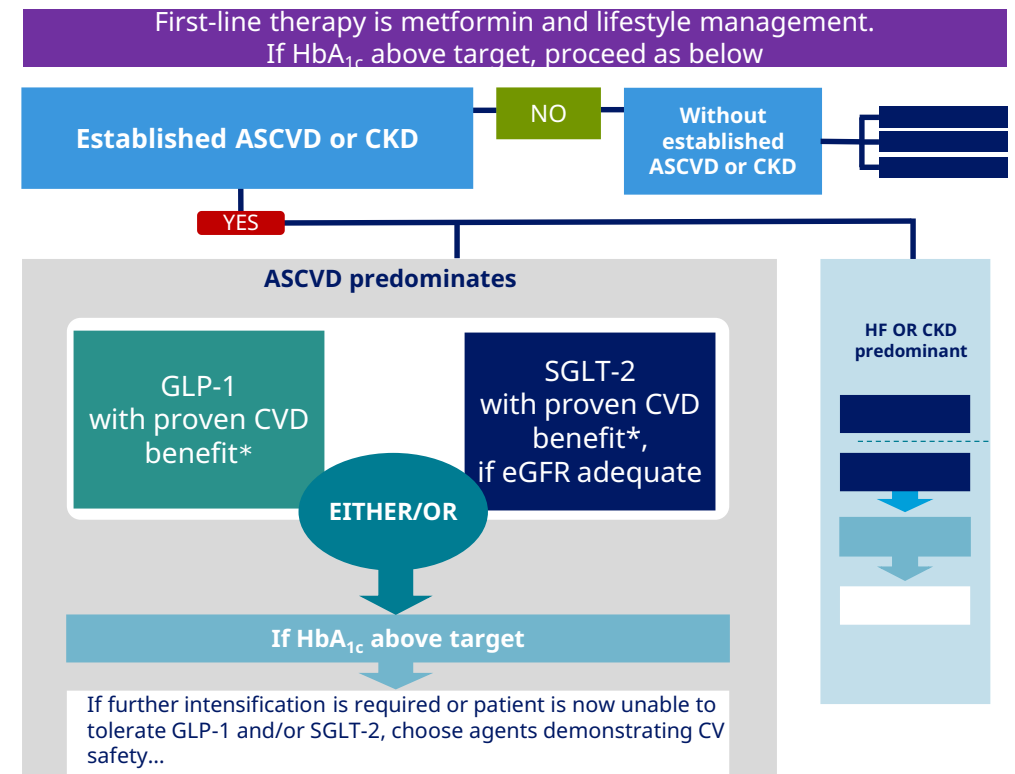 First-line therapy is metformin and lifestyle management.
If HbA1c above target, proceed as below
Established ASCVD or CKD
NO
Without
established
ASCVD or CKD
YES
ASCVD predominates
GLP-1
with proven CVD
benefit*
SGLT-2
with proven CVD
benefit*,
if eGFR adequate
EITHER/OR
If HbA1c above target
If further intensification is required or patient is now unable to
tolerate GLP-1 and/or SGLT-2, choose agents demonstrating CV
safety...
HF OR CKD
predominant